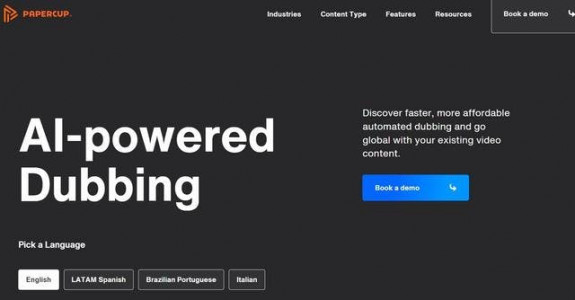 PAPERCUP.
Industries
Content Type
Features
Resources
Book a demo
AI-powered
Dubbing
Discover faster, more affordable
automated dubbing and go
global with your existing video
content.
Book a demo
Pick a Language
English
LATAM Spanish
Brazilian Portuguese
Italian